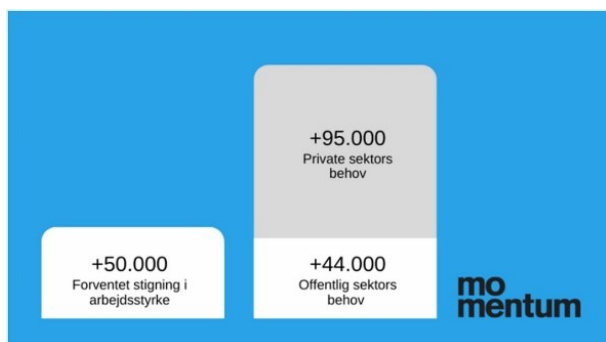 +95.000
Private sektors
behov
+50.000
Forventet stigning i
arbejdsstyrke
+44.000
Offentlig sektors
behov
mo
mentum